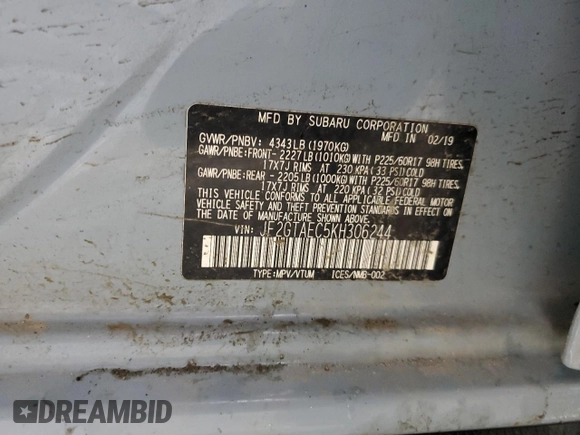 MFD BY SUBARU CORPORATION
MFD IN 02/19
GVWR/PNBV: 4343LB(1970KG)
GAWR/PNBE:FRONT- 2227LB(1010KG)WITH P225/60R17 98H TIRES,
17X7J RIMS AT 230 KPA( 33 PSI)COLD
GAWR/PNBE:REAR - 2205LB(1000KG)WITH P225/60R17 98H TIRES,
17X7J RIMS AT 220 KPA( 32 PSI)COLD
THIS VEHICLE CONFORMS TO ALL APPLICABLE FEDERAL MOTOR
VEHICLE SAFETY AND THEFT PREVENTION STANDARDS IN
EFFECT ON THE DATE OF MANUFACTURE SHOWN ABOVE.
VIN: JF2GTAEC5KH306244
TYPE:MPV/VTUM ICES/NMB-002
DREAMBID